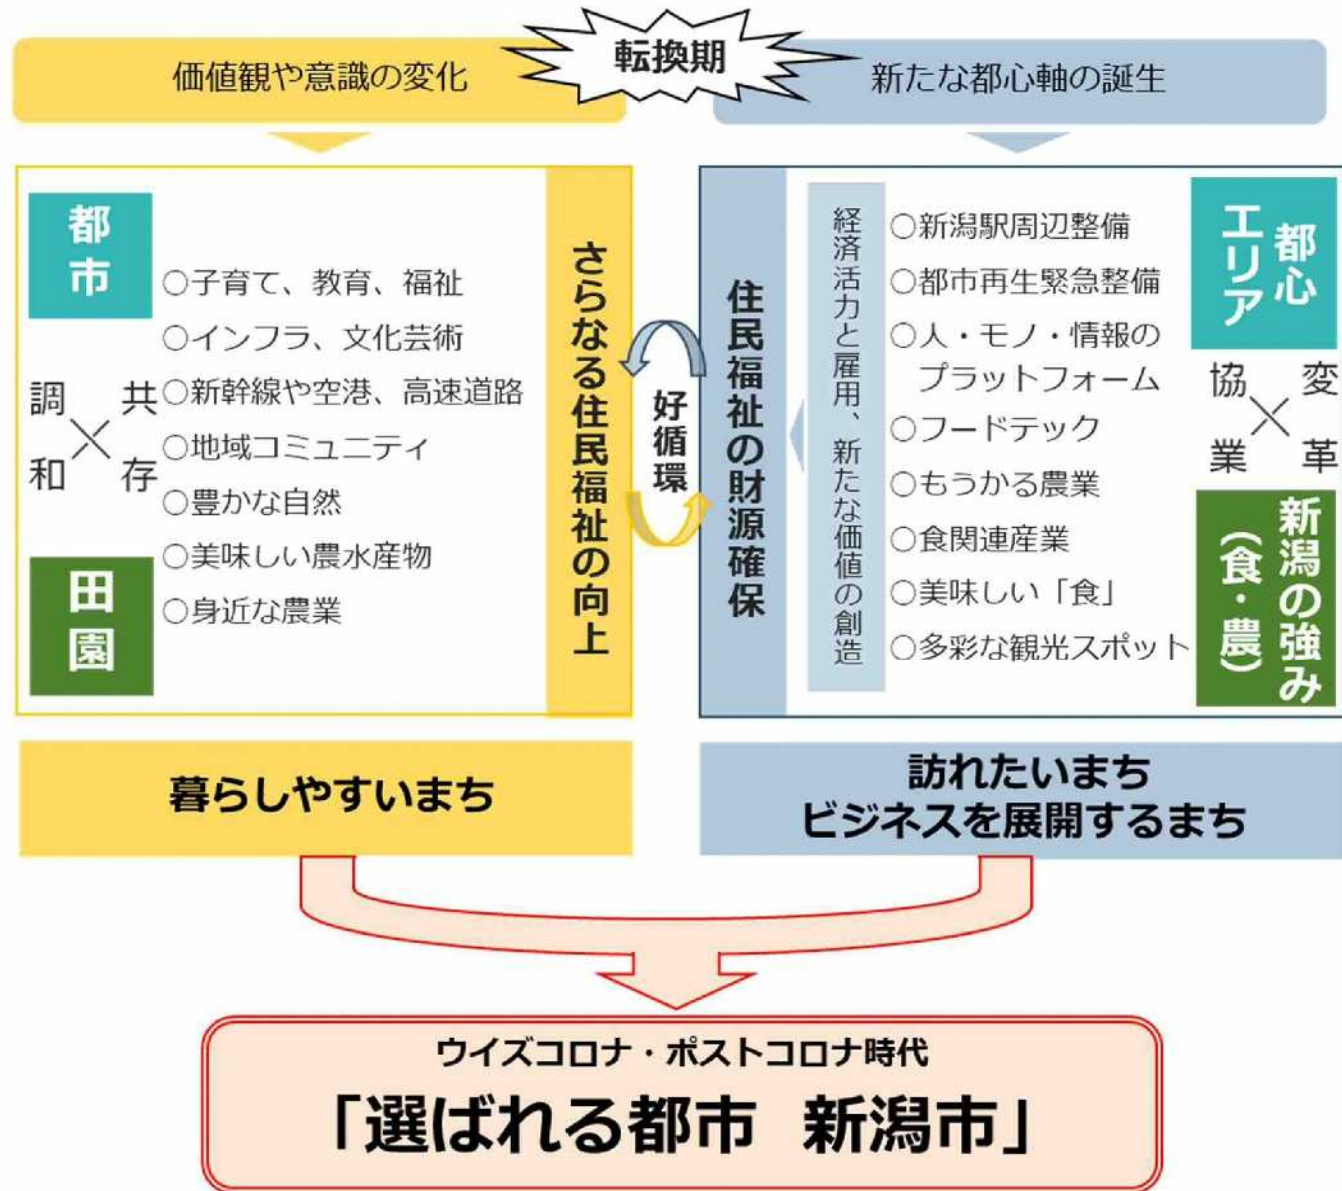 転換期
価値観や意識の変化
新たな都心軸の誕生
都市
調和
×
共存
田園
○子育て、教育、福祉
○インフラ、文化芸術
○新幹線や空港、高速道路
○地域コミュニティ
○豊かな自然
○美味しい農水産物
○身近な農業
さらなる住民福祉の向上
好循環
住民福祉の財源確保
経済活力と雇用、新たな価値の創造
○新潟駅周辺整備
○都市再生緊急整備
○人・モノ・情報の
プラットフォーム
○フードテック
○もうかる農業
○食関連産業
○美味しい「食」
○多彩な観光スポット
都心
エリア
変革
×
協業
新潟の強み
(食・農)
暮らしやすいまち
訪れたいまち
ビジネスを展開するまち
ウイズコロナ・ポストコロナ時代
「選ばれる都市 新潟市」